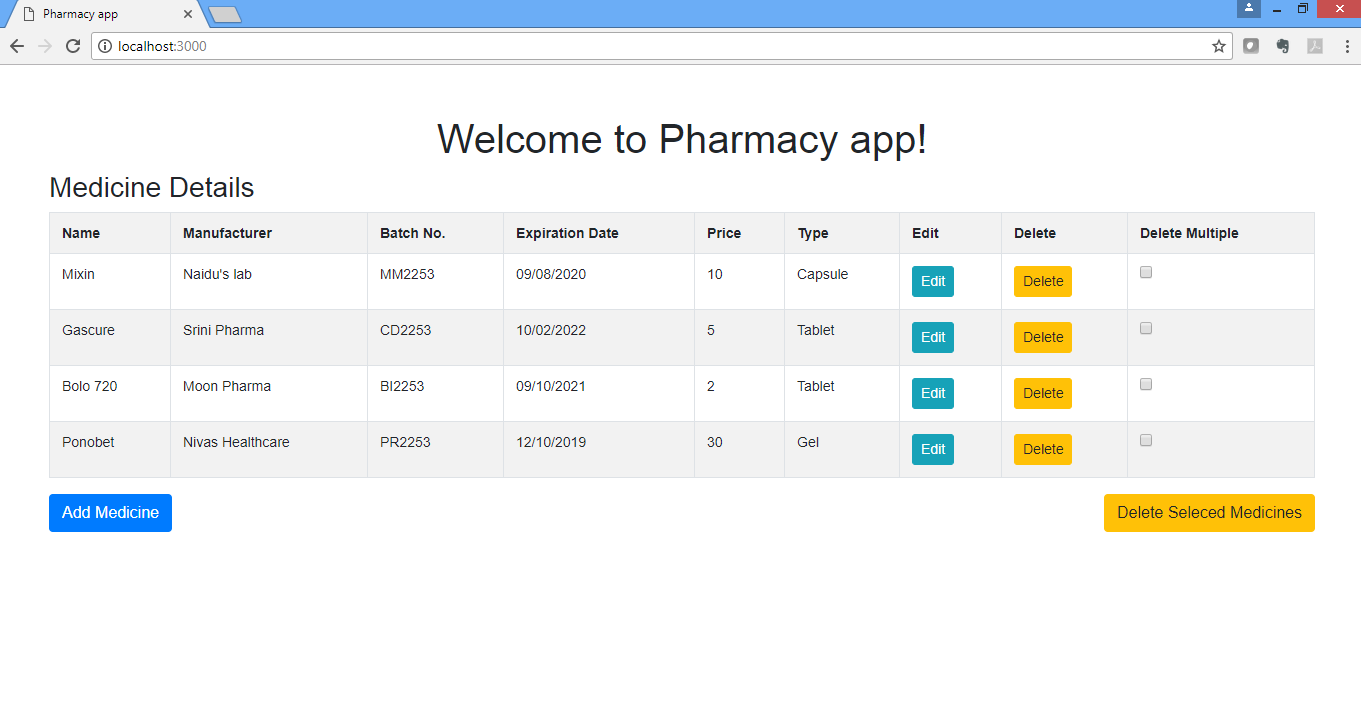 Pharmacy app
localhost:3000
Welcome to Pharmacy app!
Medicine Details
Name Manufacturer Batch No. Expiration Date Price Type Edit Delete Delete Multiple
Mixin Naidu's lab MM2253 09/08/2020 10 Capsule Edit Delete
Gascure Srini Pharma CD2253 10/02/2022 5 Tablet Edit Delete
Bolo 720 Moon Pharma BI2253 09/10/2021 2 Tablet Edit Delete
Ponobet Nivas Healthcare PR2253 12/10/2019 30 Gel Edit Delete
Add Medicine Delete Seleced Medicines